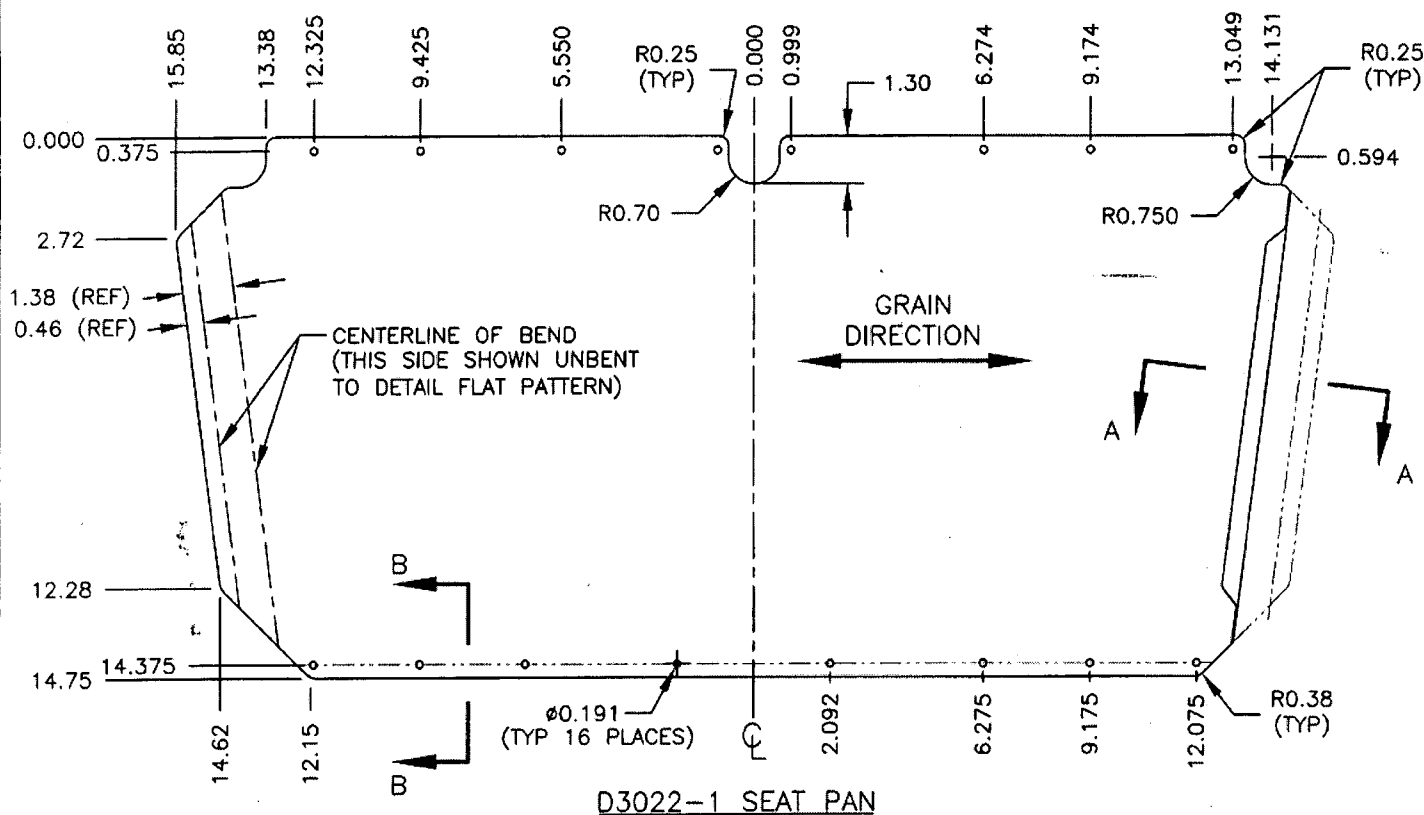 15.85
13.38
12.325
9.425
5.550
R0.25
(TYP)
0.000
0.999
1.30
6.274
9.174
13.049
14.131
R0.25
(TYP)
0.000
0.375
0.594
R0.70
R0.750
2.72
1.38 (REF)
0.46 (REF)
CENTERLINE OF BEND
(THIS SIDE SHOWN UNBENT
TO DETAIL FLAT PATTERN)
GRAIN
DIRECTION
A
A
B
12.28
14.375
14.75
14.62
12.15
B
Ø0.191
(TYP 16 PLACES)
CL
2.092
6.275
9.175
12.075
R0.38
(TYP)
D3022-1 SEAT PAN